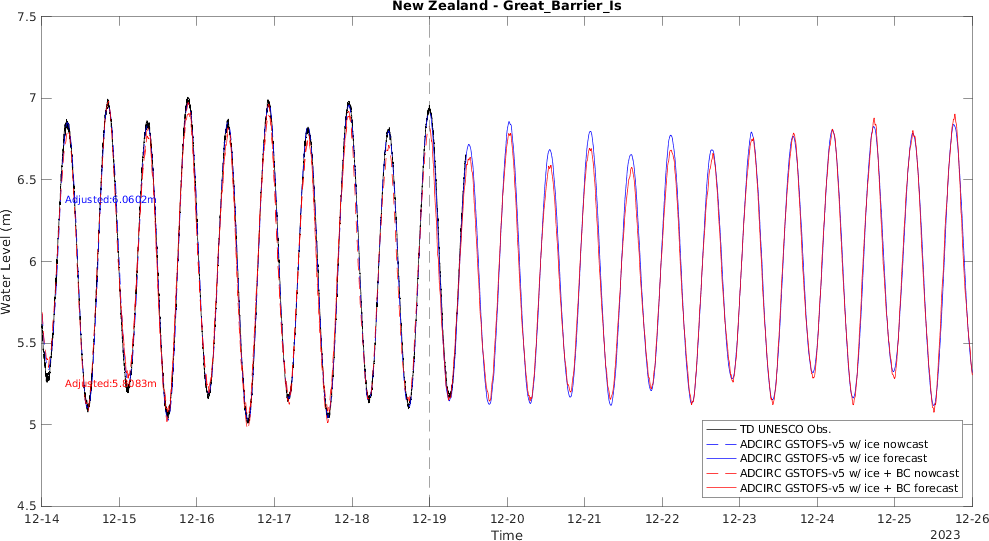 New Zealand - Great_Barrier_Is
7.5
7
6.5
6
5.5
5
4.5
Water Level (m)
Adjusted:6.0602m
Adjusted:5.8083m
TD UNESCO Obs.
ADCIRC GSTOFS-v5 w/ ice nowcast
ADCIRC GSTOFS-v5 w/ ice forecast
ADCIRC GSTOFS-v5 w/ ice + BC nowcast
ADCIRC GSTOFS-v5 w/ ice + BC forecast
12-14 12-15 12-16 12-17 12-18 12-19 12-20 12-21 12-22 12-23 12-24 12-25 12-26
Time
2023